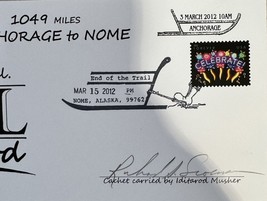 1049 MILES
HORAGE to NOME
3 MARCH 2012 10AM
ANCHORAGE
CELEBRATE!
d.
End of the Trail
MAR 15 2012 PM
NOME, ALASKA, 99762
L
d
Cachet carried by Iditarod Musher